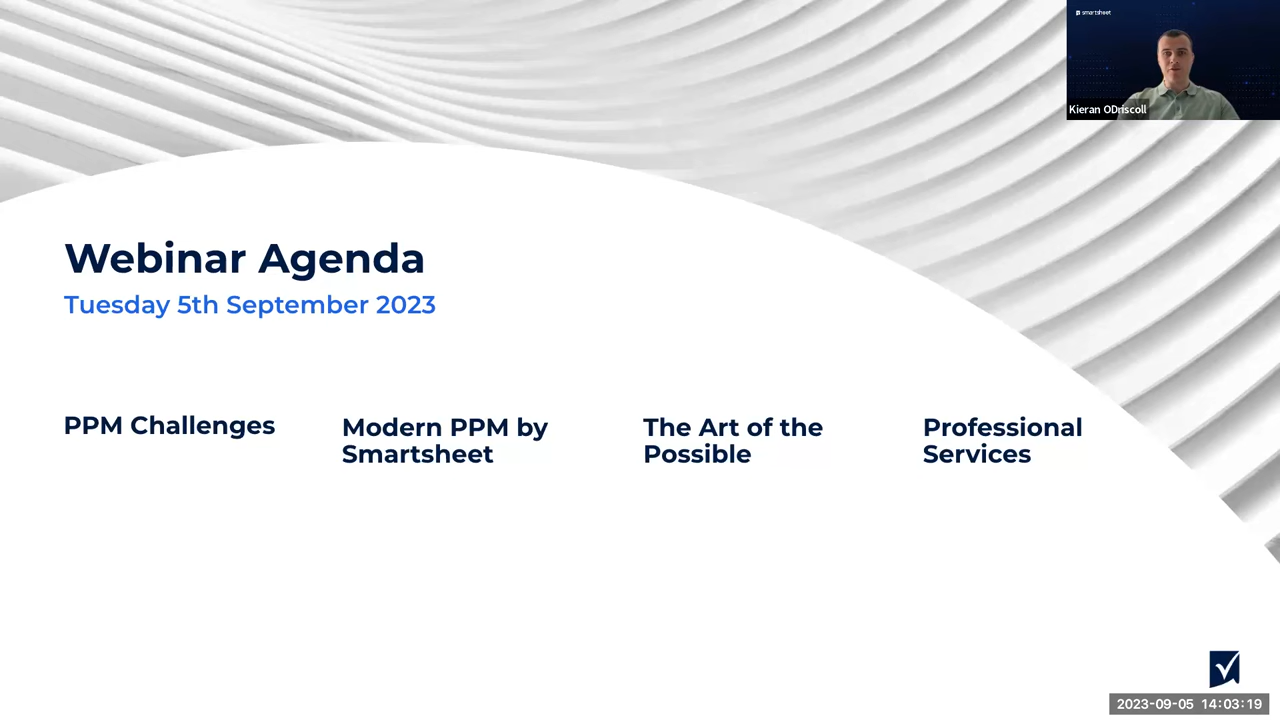 smartsheet
Kieran ODriscoll
Webinar Agenda
Tuesday 5th September 2023
PPM Challenges
Modern PPM by
Smartsheet
The Art of the
Possible
Professional
Services
2023-09-05 14:03:19